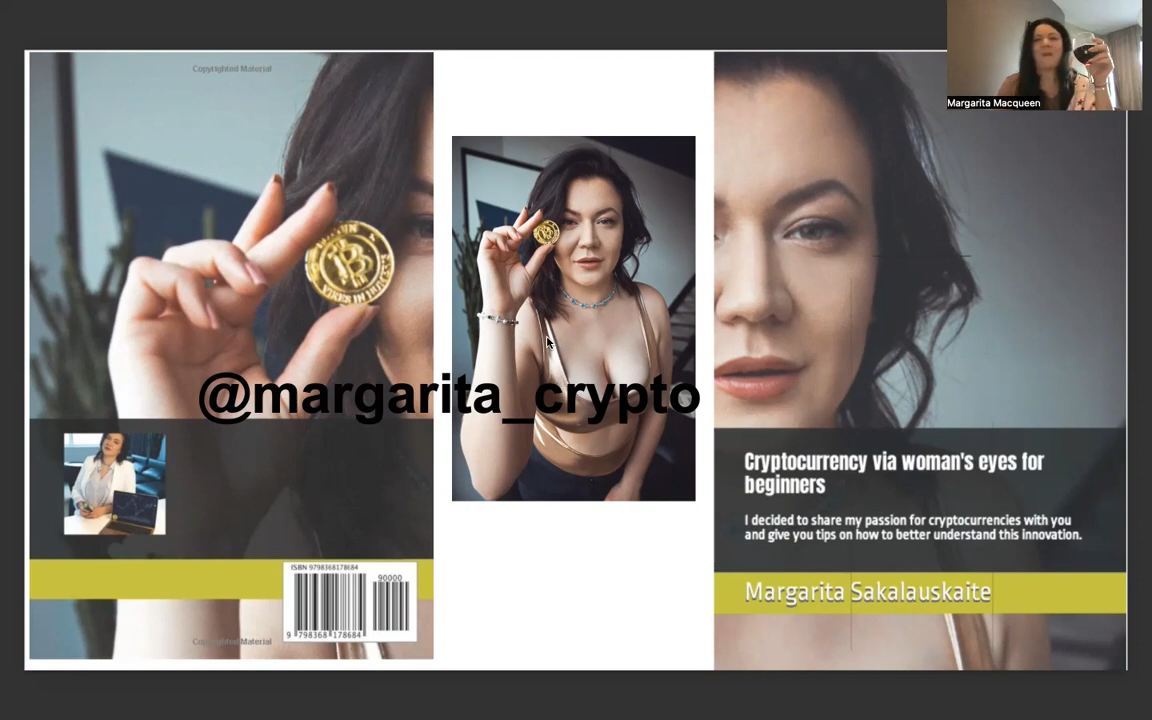 Copyrighted Material
Margarita Macqueen
@margarita_crypto
Cryptocurrency via woman's eyes for
beginners
I decided to share my passion for cryptocurrencies with you
and give you tips on how to better understand this innovation.
Margarita Sakalauskaite
ISBN 9798368178684
90000
9 798368 178684
Copyrighted Material